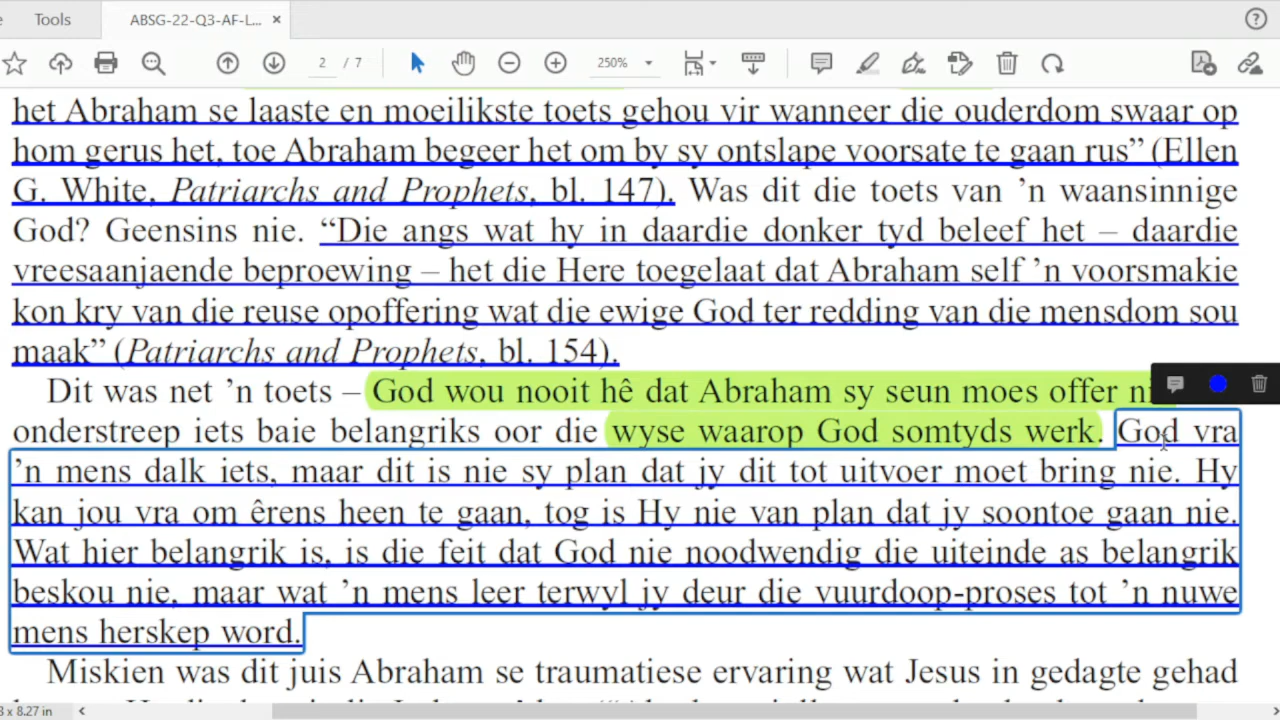 Tools
ABSG-22-Q3-AF-L... ×
2 / 7
250%
het Abraham se laaste en moeilikste toets gehou vir wanneer die ouderdom swaar op
hom gerus het, toe Abraham begeer het om by sy ontslape voorsate te gaan rus” (Ellen
G. White, Patriarchs and Prophets, bl. 147). Was dit die toets van ’n waansinnige
God? Geensins nie. “Die angs wat hy in daardie donker tyd beleef het – daardie
vreesaanjaende beproewing – het die Here toegelaat dat Abraham self ’n voorsmakie
kon kry van die reuse opoffering wat die ewige God ter redding van die mensdom sou
maak” (Patriarchs and Prophets, bl. 154).
Dit was net ’n toets – God wou nooit hê dat Abraham sy seun moes offer
onderstreep iets baie belangriks oor die wyse waarop God somtyds werk. God vra
’n mens dalk iets, maar dit is nie sy plan dat jy dit tot uitvoer moet bring nie. Hy
kan jou vra om êrens heen te gaan, tog is Hy nie van plan dat jy soontoe gaan nie.
Wat hier belangrik is, is die feit dat God nie noodwendig die uiteinde as belangrik
beskou nie, maar wat ’n mens leer terwyl jy deur die vuurdoop-proses tot ’n nuwe
mens herskep word.
Miskien was dit juis Abraham se traumatiese ervaring wat Jesus in gedagte gehad
x 8.27 in